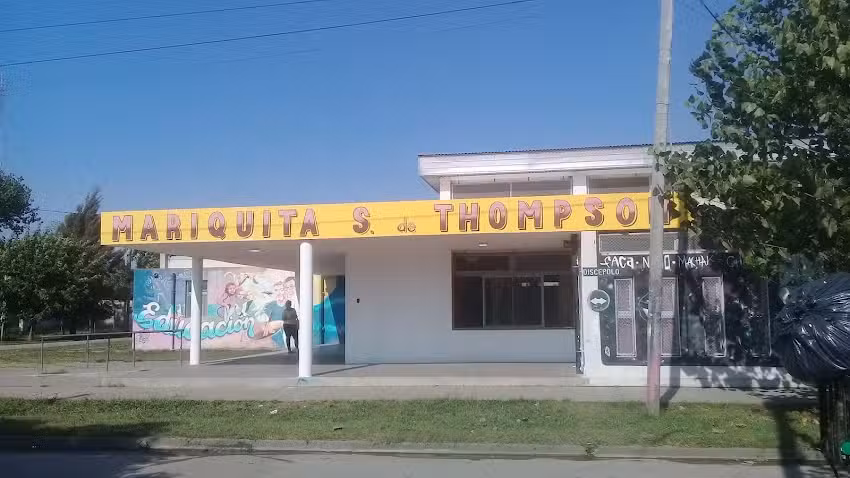 MARIQUITA S. de THOMPSON
DISCEPOLO
Educación